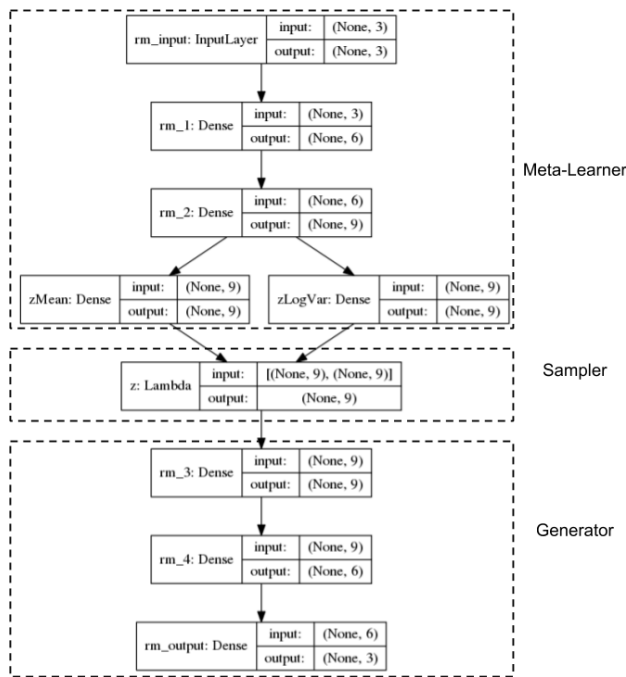 rm_input: InputLayer
input: (None, 3)
output: (None, 3)
rm_1: Dense
input: (None, 3)
output: (None, 6)
Meta-Learner
rm_2: Dense
input: (None, 6)
output: (None, 9)
zMean: Dense
input: (None, 9)
output: (None, 9)
zLogVar: Dense
input: (None, 9)
output: (None, 9)
Sampler
z: Lambda
input: [(None, 9), (None, 9)]
output: (None, 9)
rm_3: Dense
input: (None, 9)
output: (None, 9)
Generator
rm_4: Dense
input: (None, 9)
output: (None, 6)
rm_output: Dense
input: (None, 6)
output: (None, 3)